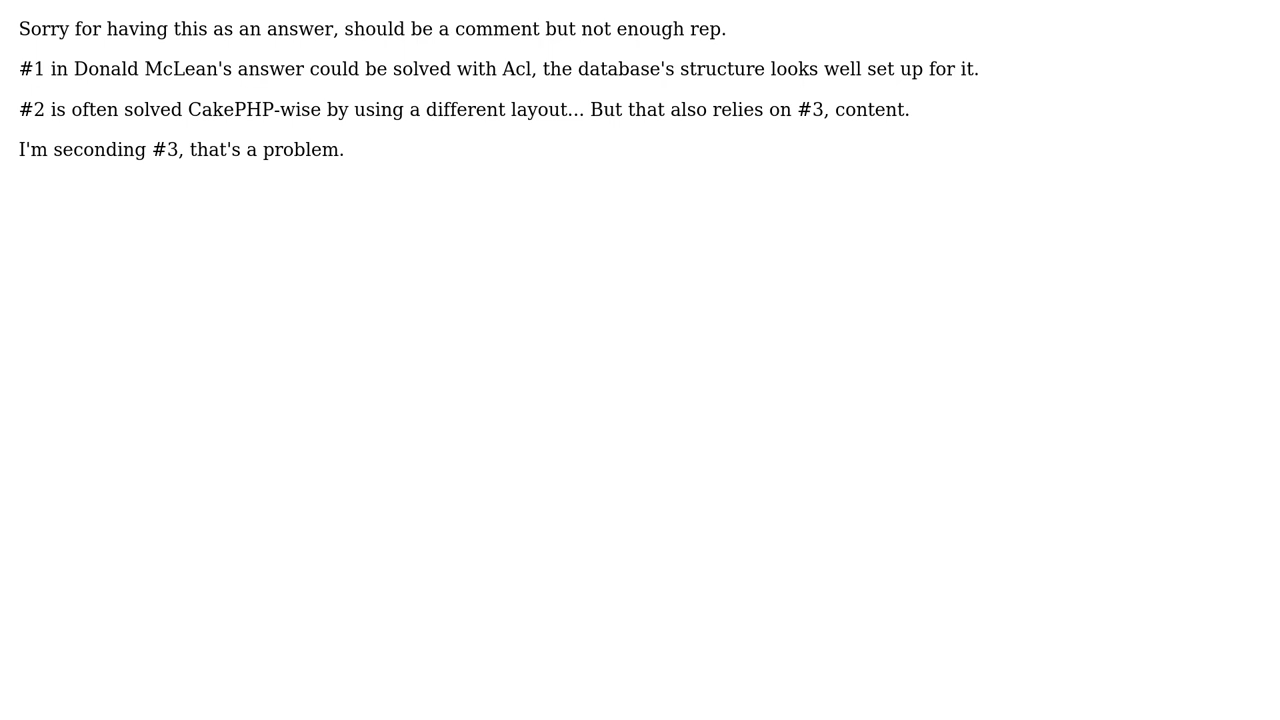 Sorry for having this as an answer, should be a comment but not enough rep.
#1 in Donald McLean's answer could be solved with Acl, the database's structure looks well set up for it.
#2 is often solved CakePHP-wise by using a different layout... But that also relies on #3, content.
I'm seconding #3, that's a problem.